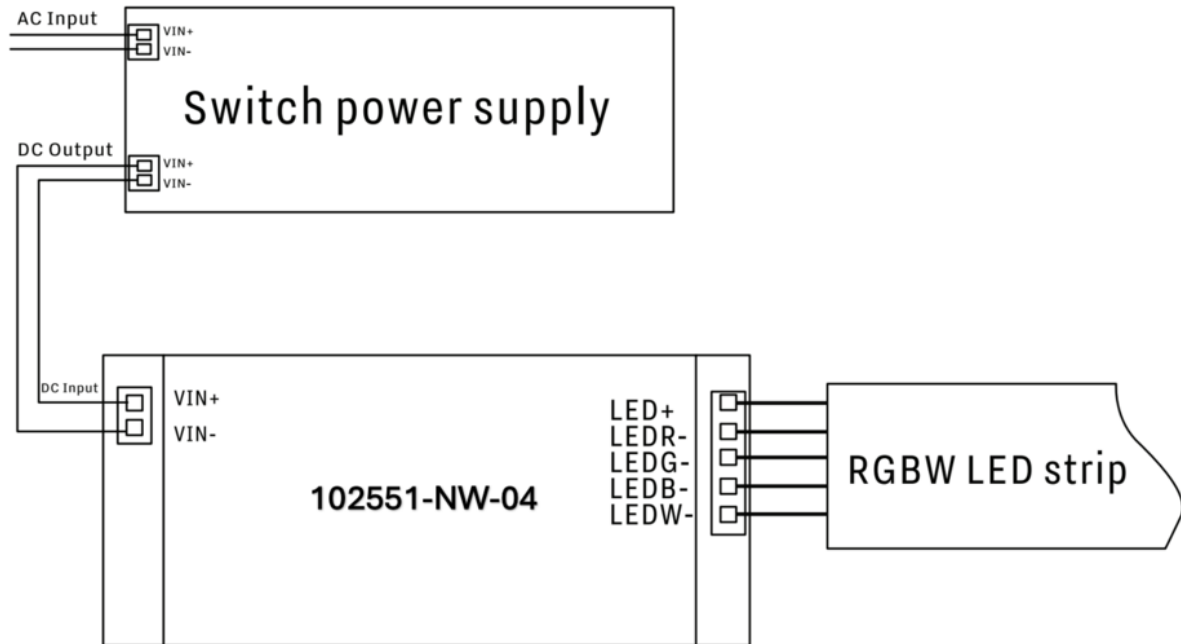 AC Input
VIN+
VIN-
Switch power supply
DC Output
VIN+
VIN-
DC Input
VIN+
VIN-
102551-NW-04
LED+
LEDR-
LEDG-
LEDB-
LEDW-
RGBW LED strip